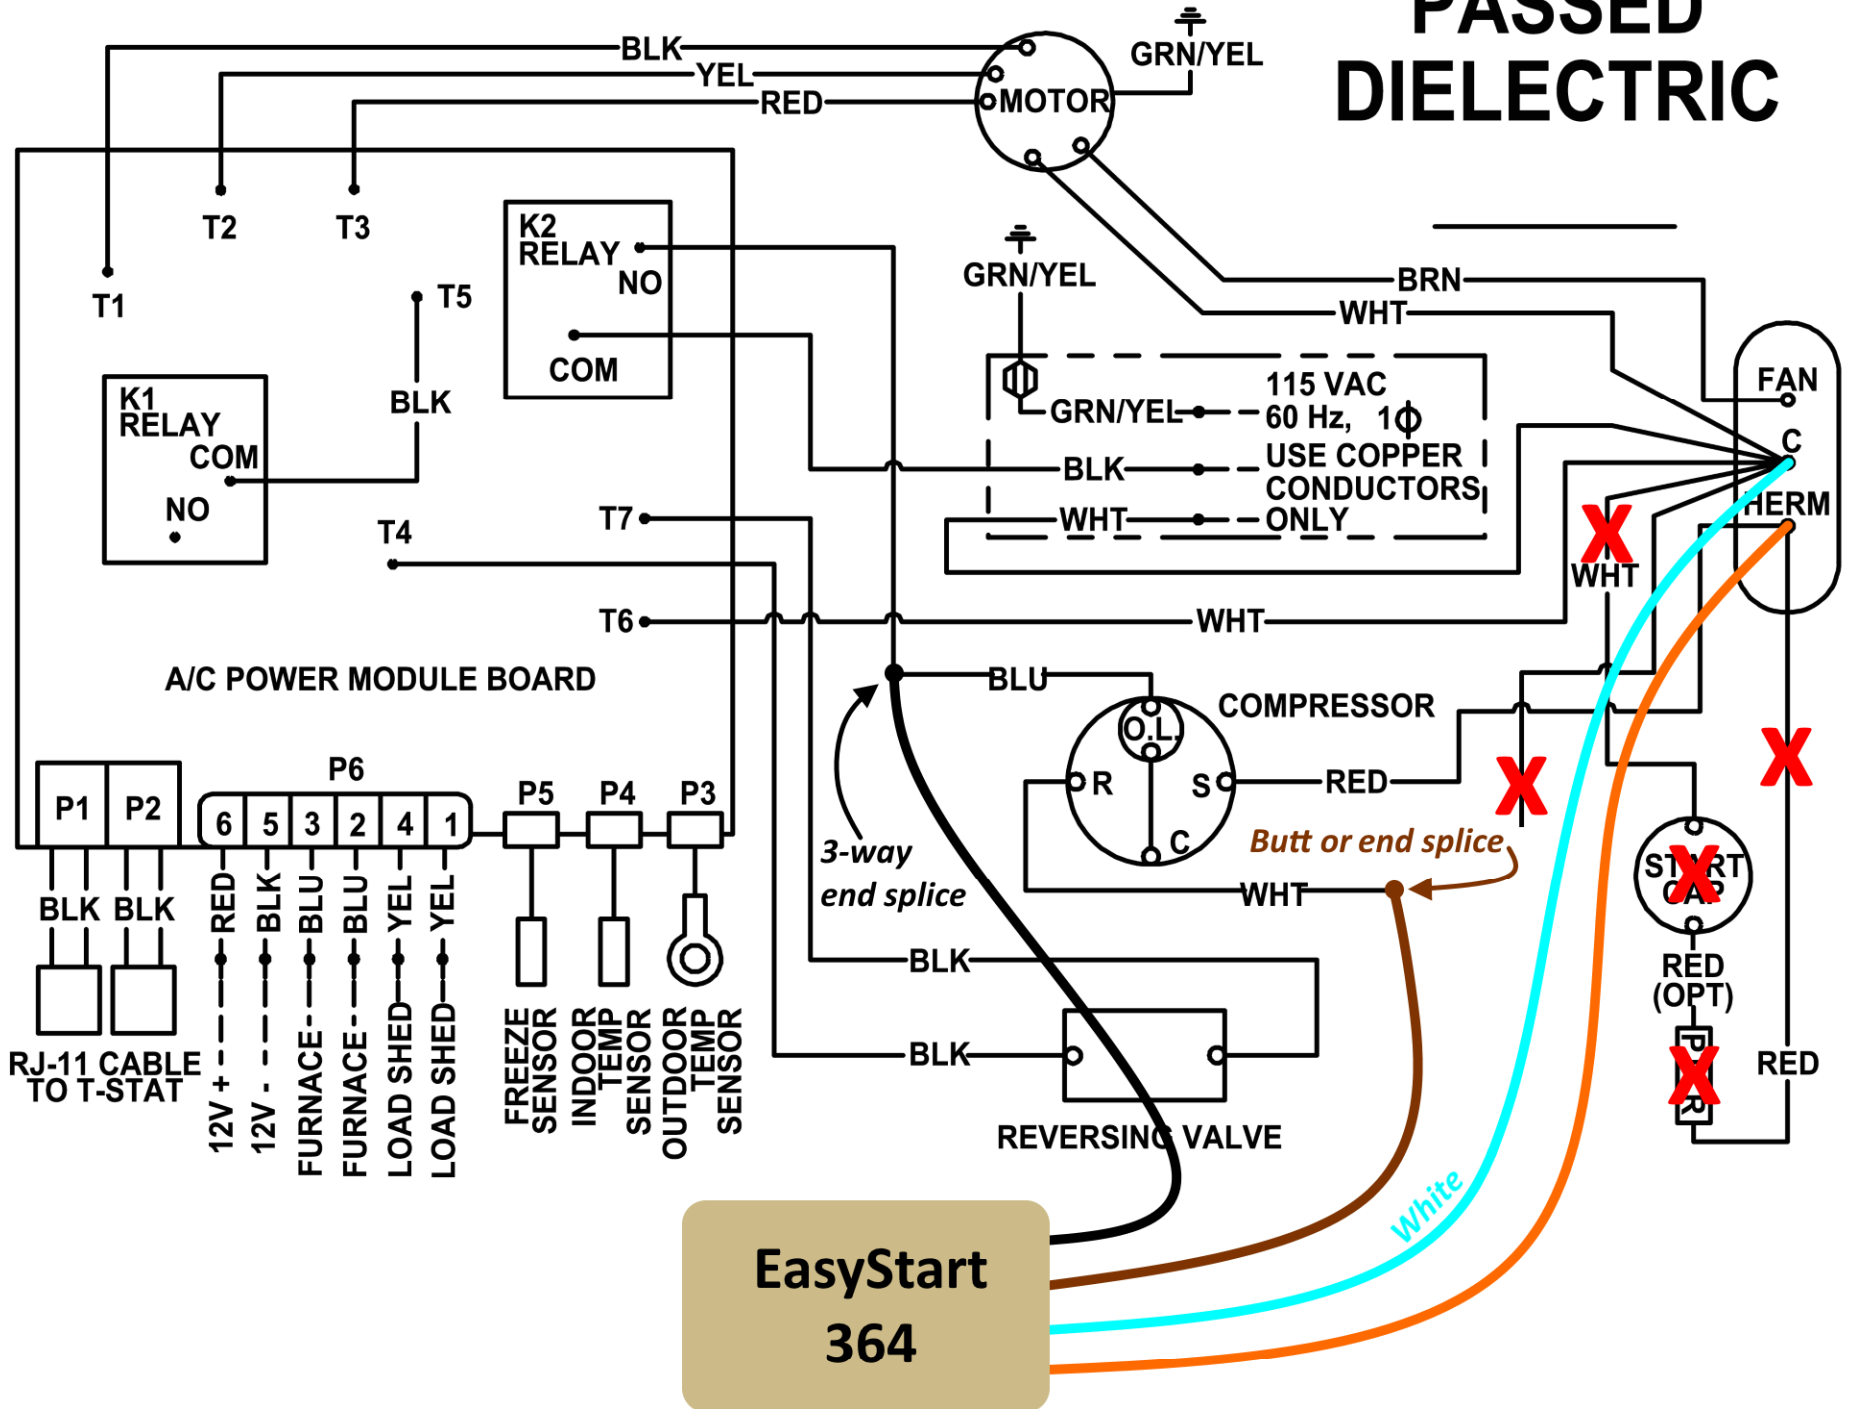 PASSED
DIELECTRIC
BLK
YEL
RED
MOTOR
GRN/YEL
T1
T2
T3
K2
RELAY
NO
COM
T5
BLK
K1
RELAY
COM
NO
T4
T7
T6
A/C POWER MODULE BOARD
GRN/YEL
BRN
WHT
115 VAC
GRN/YEL
60 Hz, 1ϕ
BLK
USE COPPER
CONDUCTORS
WHT
ONLY
FAN
C
HERM
WHT
WHT
BLU
COMPRESSOR
O.L.
R
S
C
RED
3-way
end splice
Butt or end splice
WHT
START
CAP
RED
(OPT)
RED
BLK
BLK
REVERSING VALVE
P1
P2
P6
6
5
3
2
4
1
P5
P4
P3
BLK
BLK
RJ-11 CABLE
TO T-STAT
RED
BLK
BLU
BLU
YEL
YEL
12V +
12V -
FURNACE
FURNACE
LOAD SHED
LOAD SHED
FREEZE
SENSOR
INDOOR
TEMP
SENSOR
OUTDOOR
TEMP
SENSOR
White
EasyStart
364